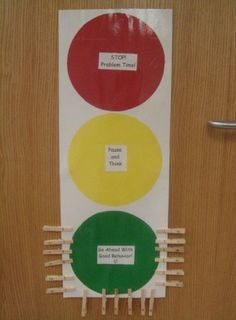 STOP!
Problem Time!
Pause
and
Think
Go Ahead With
Good Behavior!